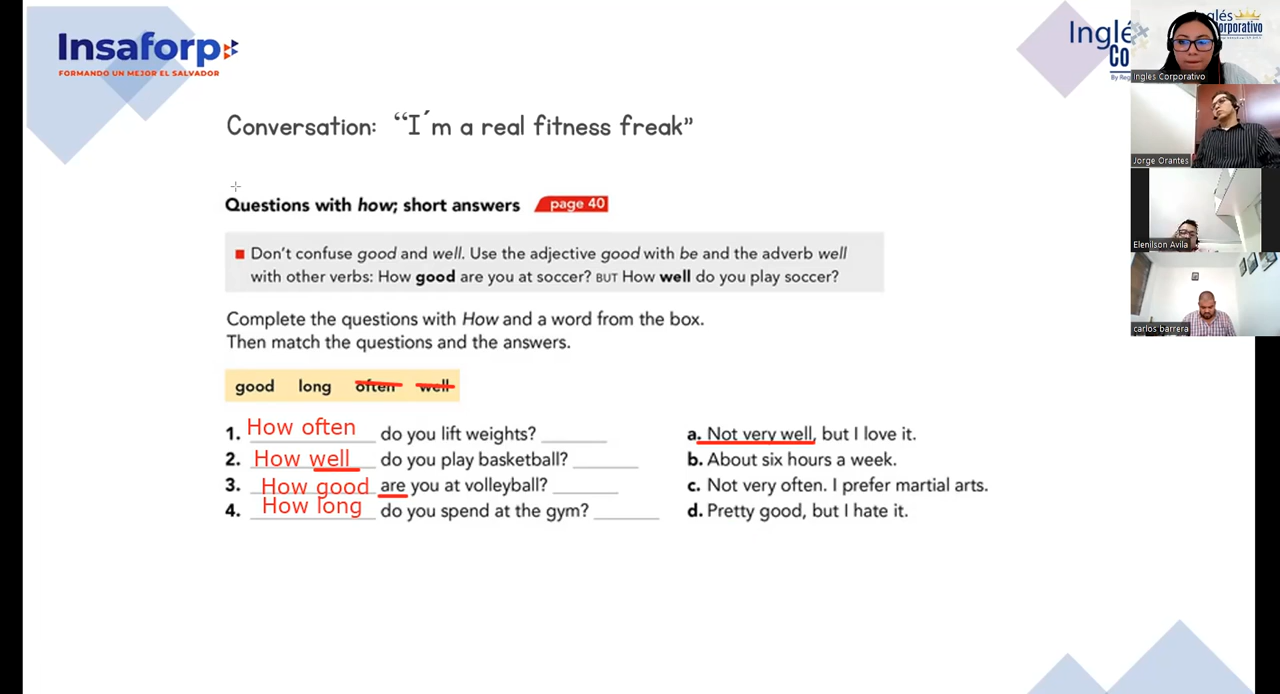 Insaforp
FORMANDO UN MEJOR EL SALVADOR
Conversation: “I´m a real fitness freak”
Questions with how; short answers page 40
Don't confuse good and well. Use the adjective good with be and the adverb well
with other verbs: How good are you at soccer? BUT How well do you play soccer?
Complete the questions with How and a word from the box.
Then match the questions and the answers.
good long often well
1. How often do you lift weights?
2. How well do you play basketball?
3. How good are you at volleyball?
4. How long do you spend at the gym?
a. Not very well, but I love it.
b. About six hours a week.
c. Not very often. I prefer martial arts.
d. Pretty good, but I hate it.
Ingles Corporativo
Jorge Orantes
Elenilson Avila
carlos barrera